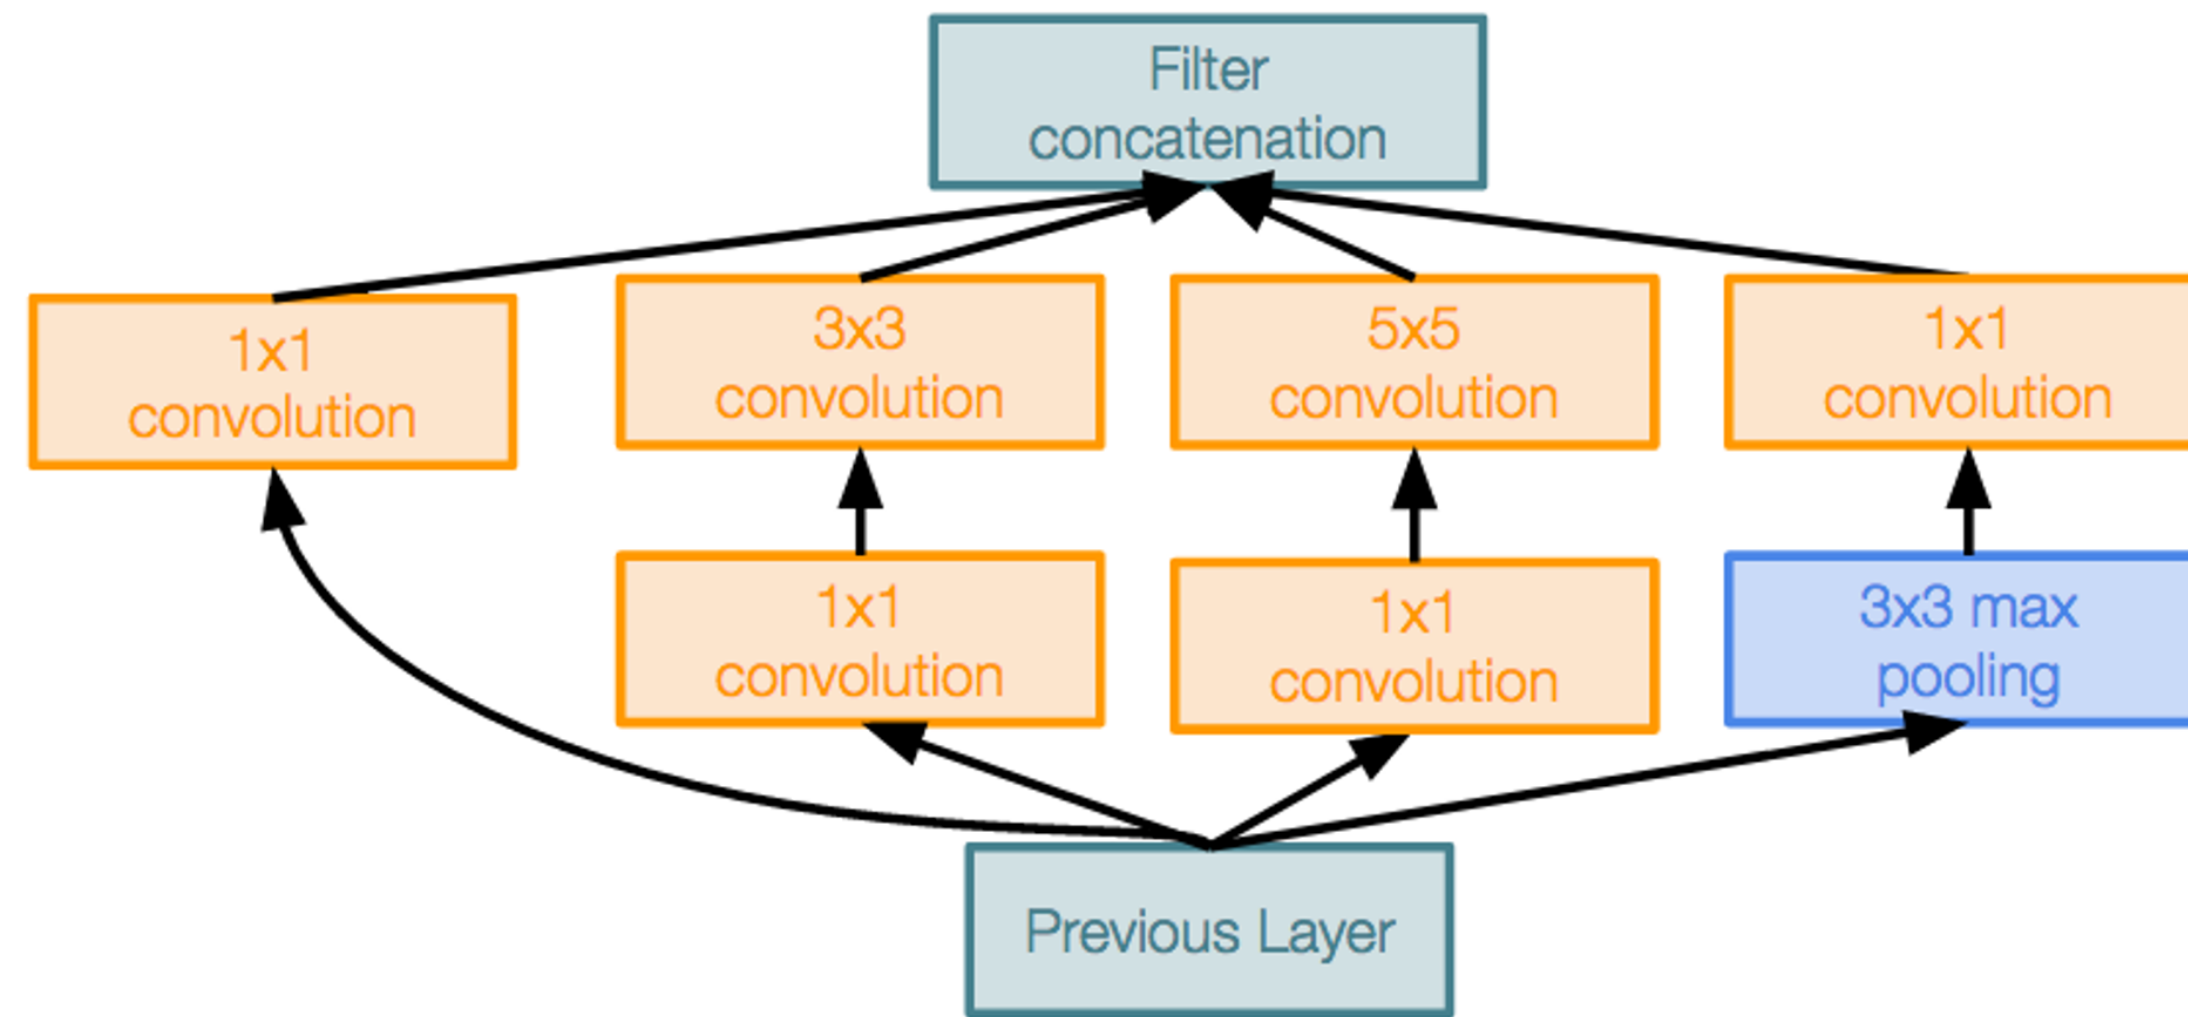 Filter
concatenation
1x1
convolution
3x3
convolution
5x5
convolution
1x1
convolution
1x1
convolution
1x1
convolution
3x3 max
pooling
Previous Layer